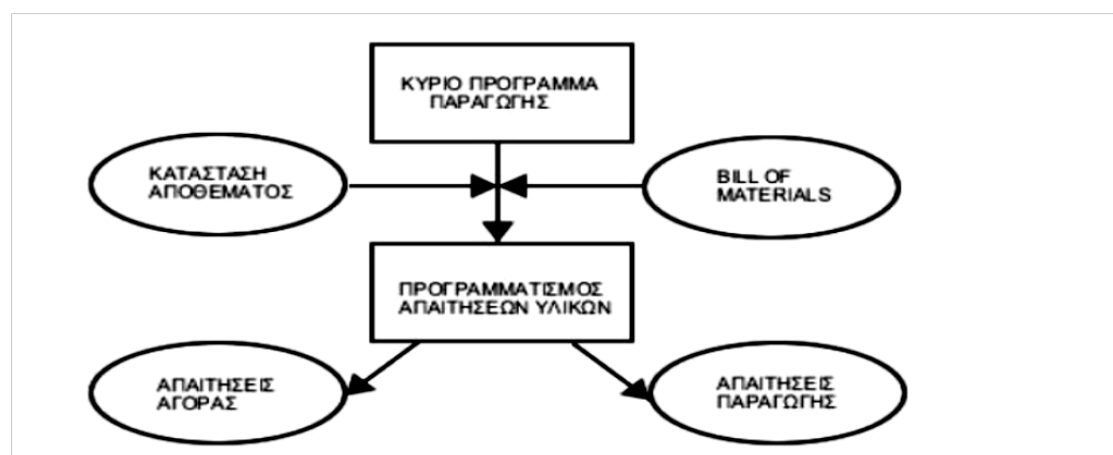 ΚΥΡΙΟ ΠΡΟΓΡΑΜΜΑ
ΠΑΡΑΓΩΓΗΣ
ΚΑΤΑΣΤΑΣΗ
ΑΠΟΘΕΜΑΤΟΣ
BILL OF
MATERIALS
ΠΡΟΓΡΑΜΜΑΤΙΣΜΟΣ
ΑΠΑΙΤΗΣΕΩΝ ΥΛΙΚΩΝ
ΑΠΑΙΤΗΣΕΙΣ
ΑΓΟΡΑΣ
ΑΠΑΙΤΗΣΕΙΣ
ΠΑΡΑΓΩΓΗΣ